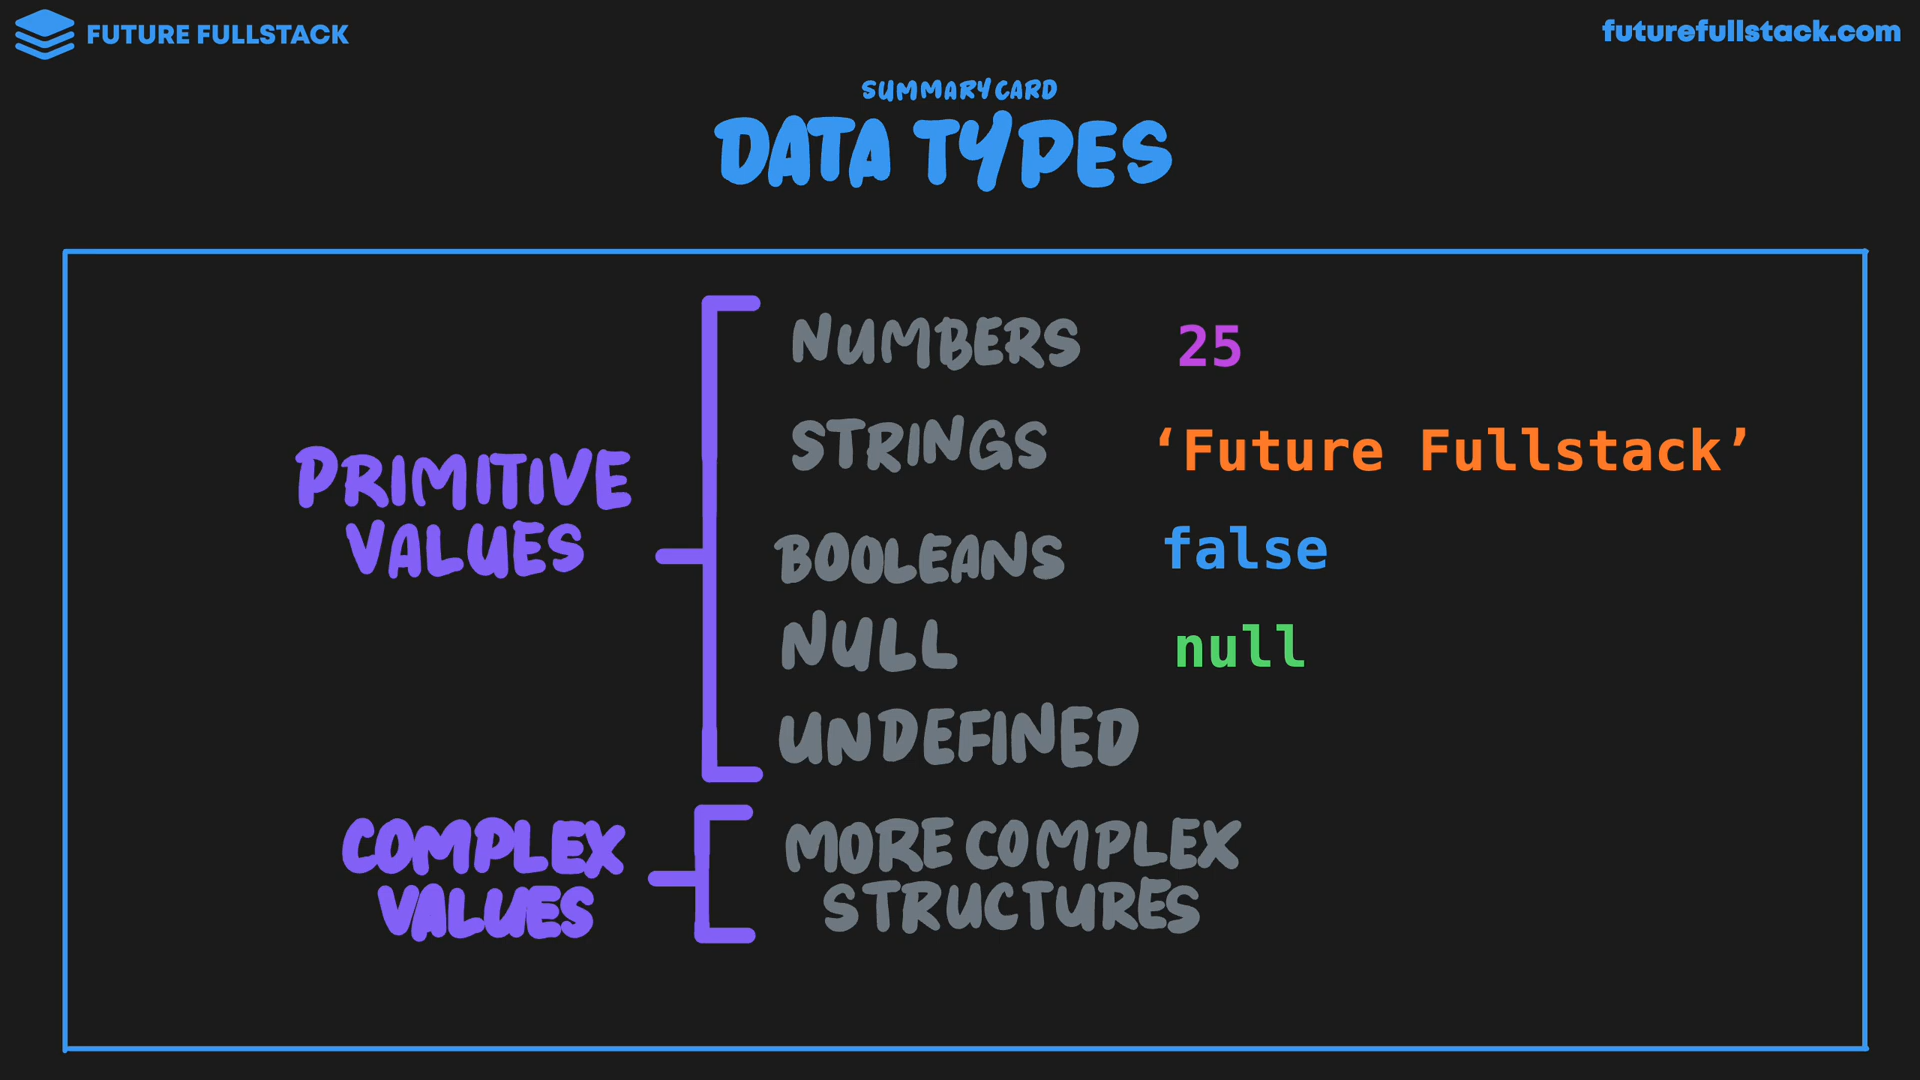 FUTURE FULLSTACK
futurefullstack.com
SUMMARY CARD
DATA TYPES
PRIMITIVE
VALUES
NUMBERS 25
STRINGS ‘Future Fullstack’
BOOLEANS false
NULL null
UNDEFINED
COMPLEX
VALUES
MORE COMPLEX
STRUCTURES